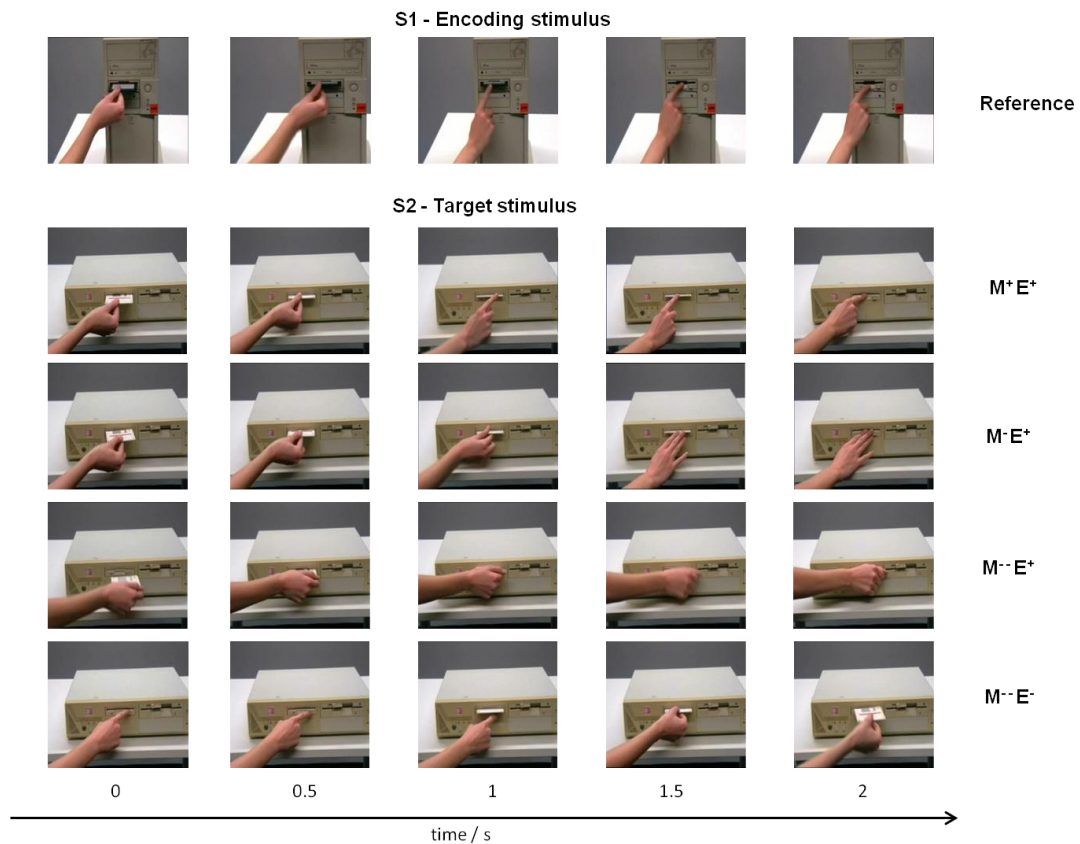 S1 - Encoding stimulus
Reference
S2 - Target stimulus
M⁺E⁺
M⁻E⁺
M⁻⁻E⁺
M⁻⁻E⁻
0 0.5 1 1.5 2
time / s